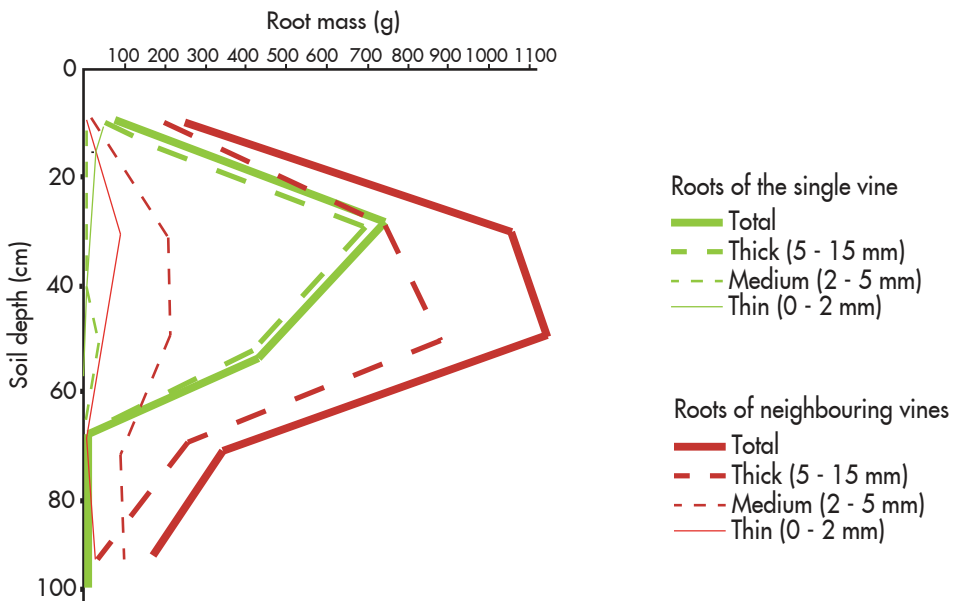 Root mass (g)
100 200 300 400 500 600 700 800 900 1000 1100
0
20
40
60
80
100
Soil depth (cm)
Roots of the single vine
Total
Thick (5 - 15 mm)
Medium (2 - 5 mm)
Thin (0 - 2 mm)
Roots of neighbouring vines
Total
Thick (5 - 15 mm)
Medium (2 - 5 mm)
Thin (0 - 2 mm)